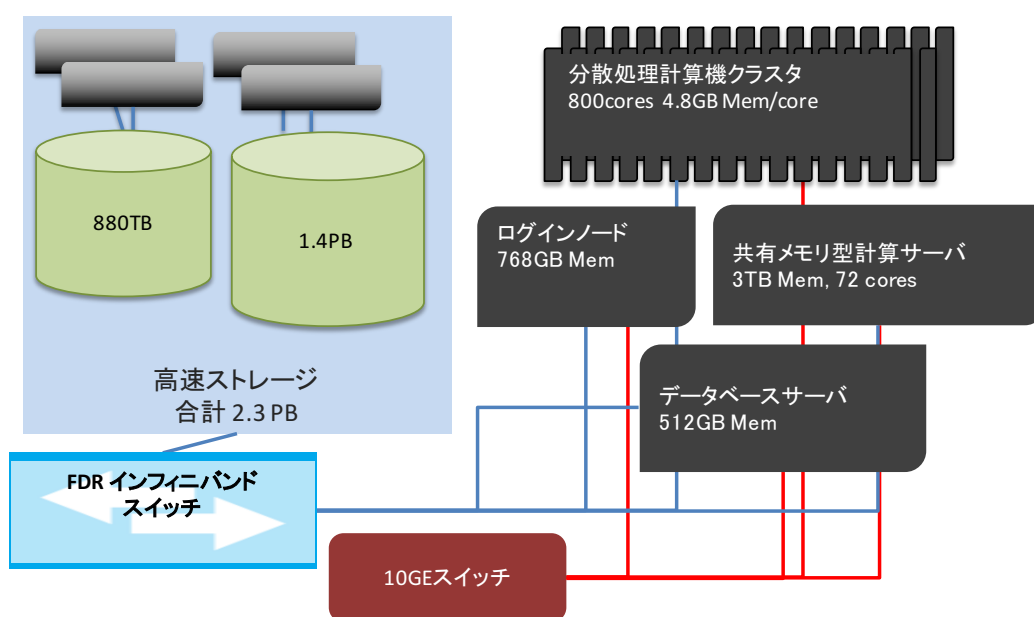 分散処理計算機クラスタ
800cores 4.8GB Mem/core
880TB
1.4PB
ログインノード
768GB Mem
共有メモリ型計算サーバ
3TB Mem, 72 cores
高速ストレージ
合計 2.3 PB
データベースサーバ
512GB Mem
FDR インフィニバンド
スイッチ
10GEスイッチ